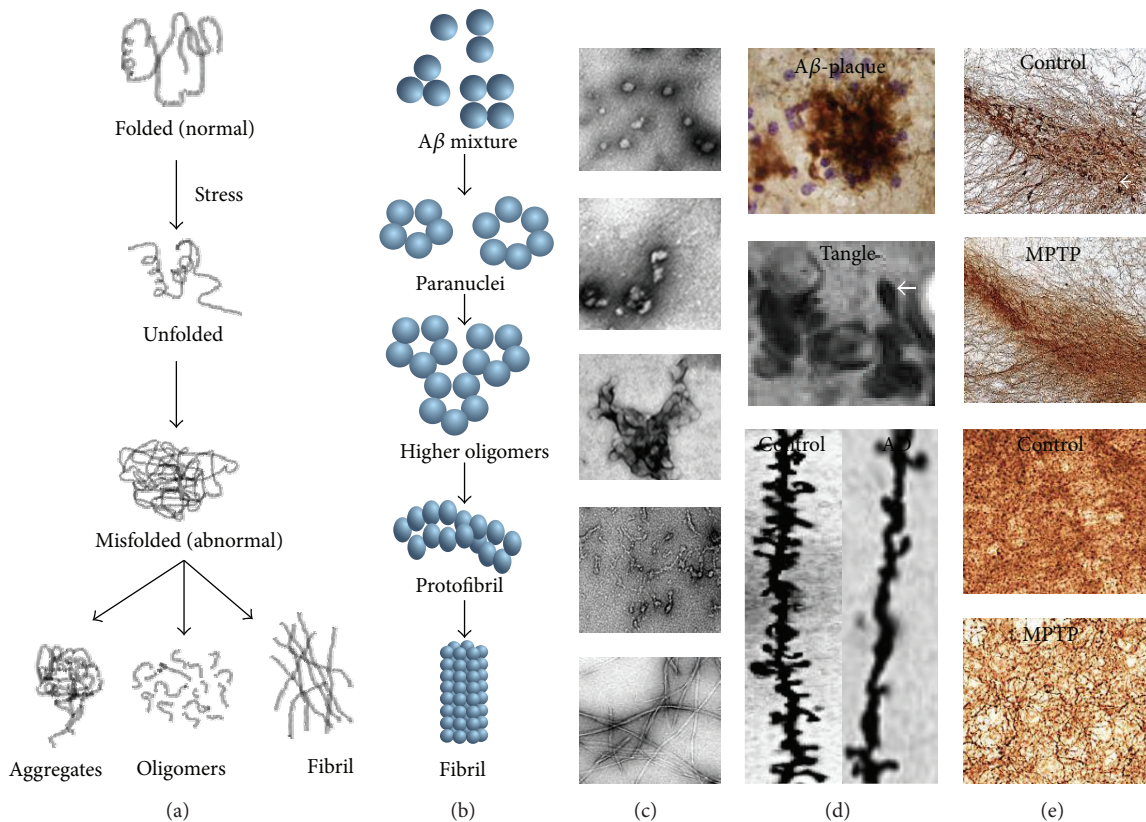 Folded (normal)
Stress
Unfolded
Misfolded (abnormal)
Aggregates
Oligomers
Fibril
(a)
Aβ mixture
Paranuclei
Higher oligomers
Protofibril
Fibril
(b)
(c)
Aβ-plaque
Tangle
Control
AD
(d)
Control
MPTP
Control
MPTP
(e)